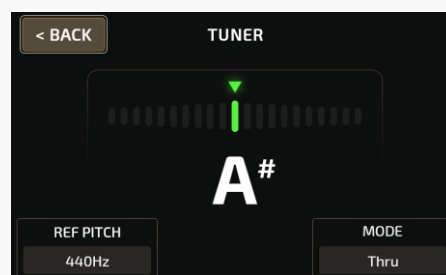 < BACK
TUNER
A#
REF PITCH
440Hz
MODE
Thru